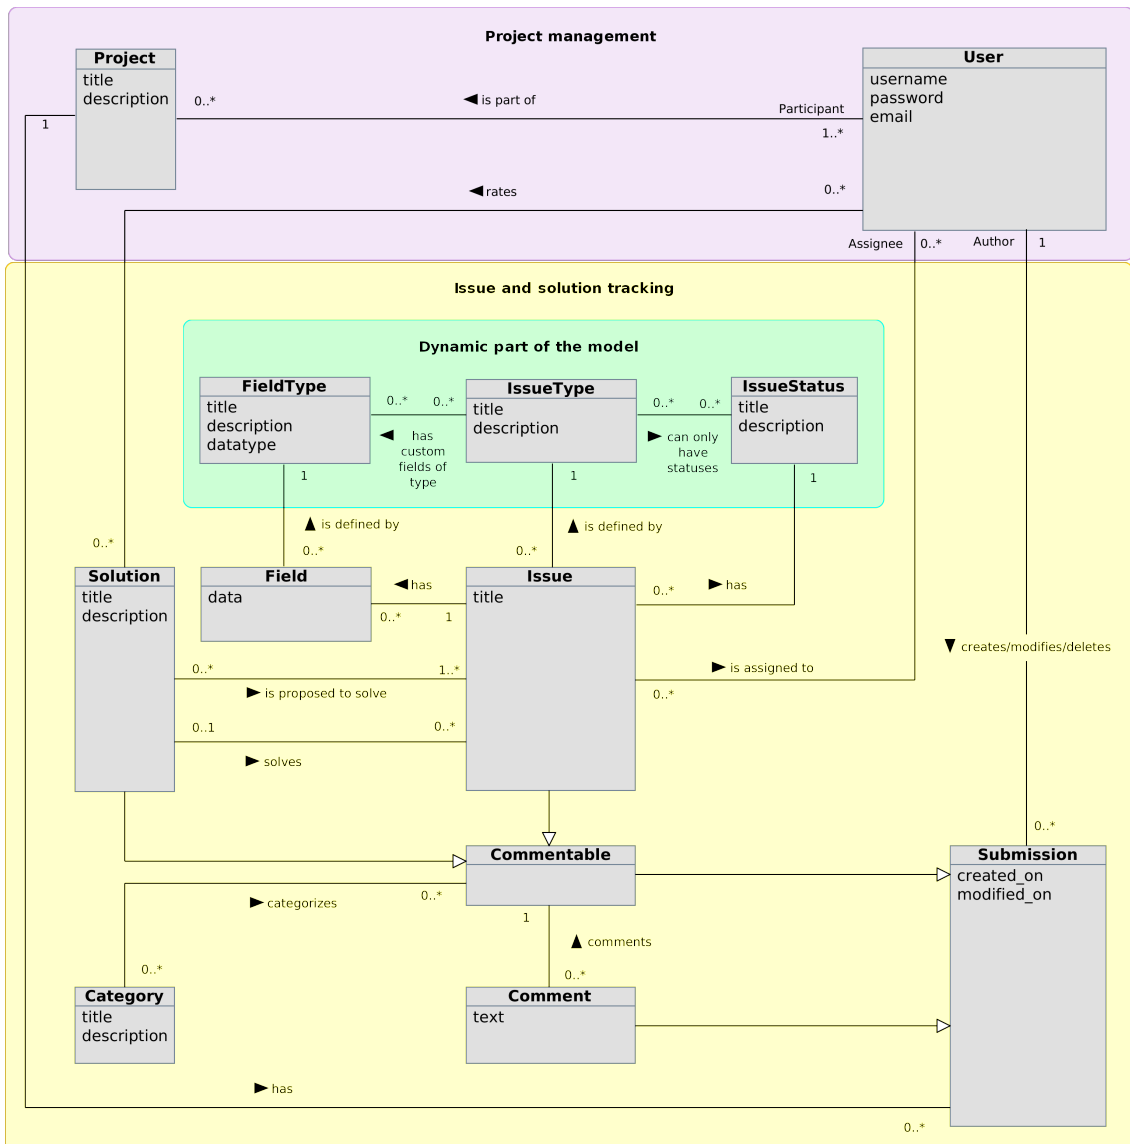 Project management
Project
title
description
User
username
password
email
0..*
is part of
Participant
1..*
1
rates
0..*
Assignee
0..*
Author
1
Issue and solution tracking
Dynamic part of the model
FieldType
title
description
datatype
0..*
0..*
has
custom
fields of
type
IssueType
title
description
0..*
0..*
can only
have
statuses
IssueStatus
title
description
1
1
1
is defined by
is defined by
0..*
0..*
0..*
Solution
title
description
Field
data
has
0..*
1
Issue
title
0..*
has
creates/modifies/deletes
0..*
1..*
is proposed to solve
is assigned to
0..*
0..1
0..*
solves
0..*
Commentable
Submission
created_on
modified_on
categorizes
0..*
1
comments
0..*
0..*
Category
title
description
Comment
text
has
0..*